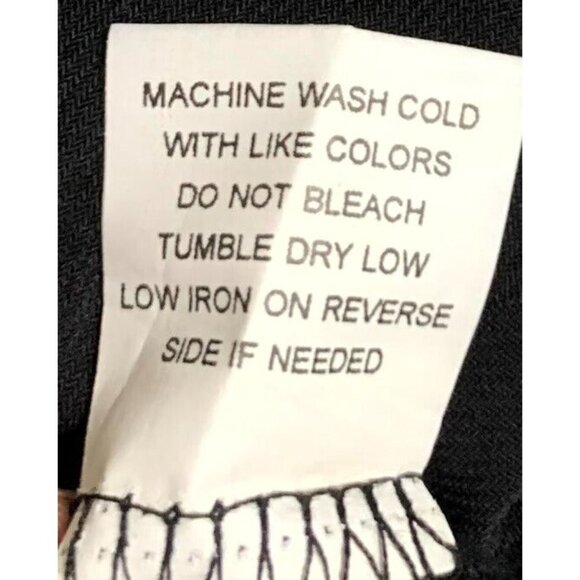 MACHINE WASH COLD
WITH LIKE COLORS
DO NOT BLEACH
TUMBLE DRY LOW
LOW IRON ON REVERSE
SIDE IF NEEDED